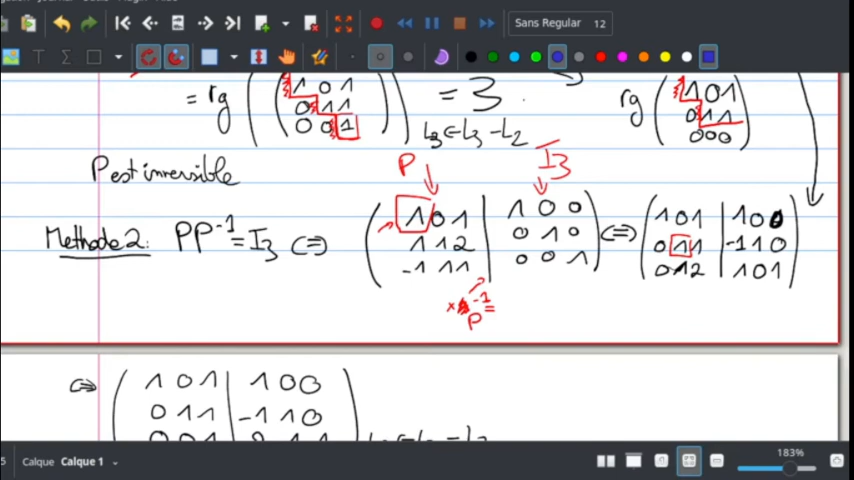 Sans Regular 12
1 0 1
= rg ( 0 1 1 ) = 3.
0 0 1
L3 <- L3 - L2
1 0 1
rg ( 0 1 1 )
0 0 0
P est inversible
P
I3
Methode 2: PP⁻¹ = I3 <=>
( 1 0 1 | 1 0 0 )
( 1 1 2 | 0 1 0 )
( -1 1 1 | 0 0 1 )
<=>
( 1 0 1 | 1 0 0 )
( 0 1 1 | -1 1 0 )
( 0 1 2 | 1 0 1 )
P⁻¹ =
<=>
( 1 0 1 | 1 0 0 )
0 1 1 | -1 1 0
183%
Calque Calque 1